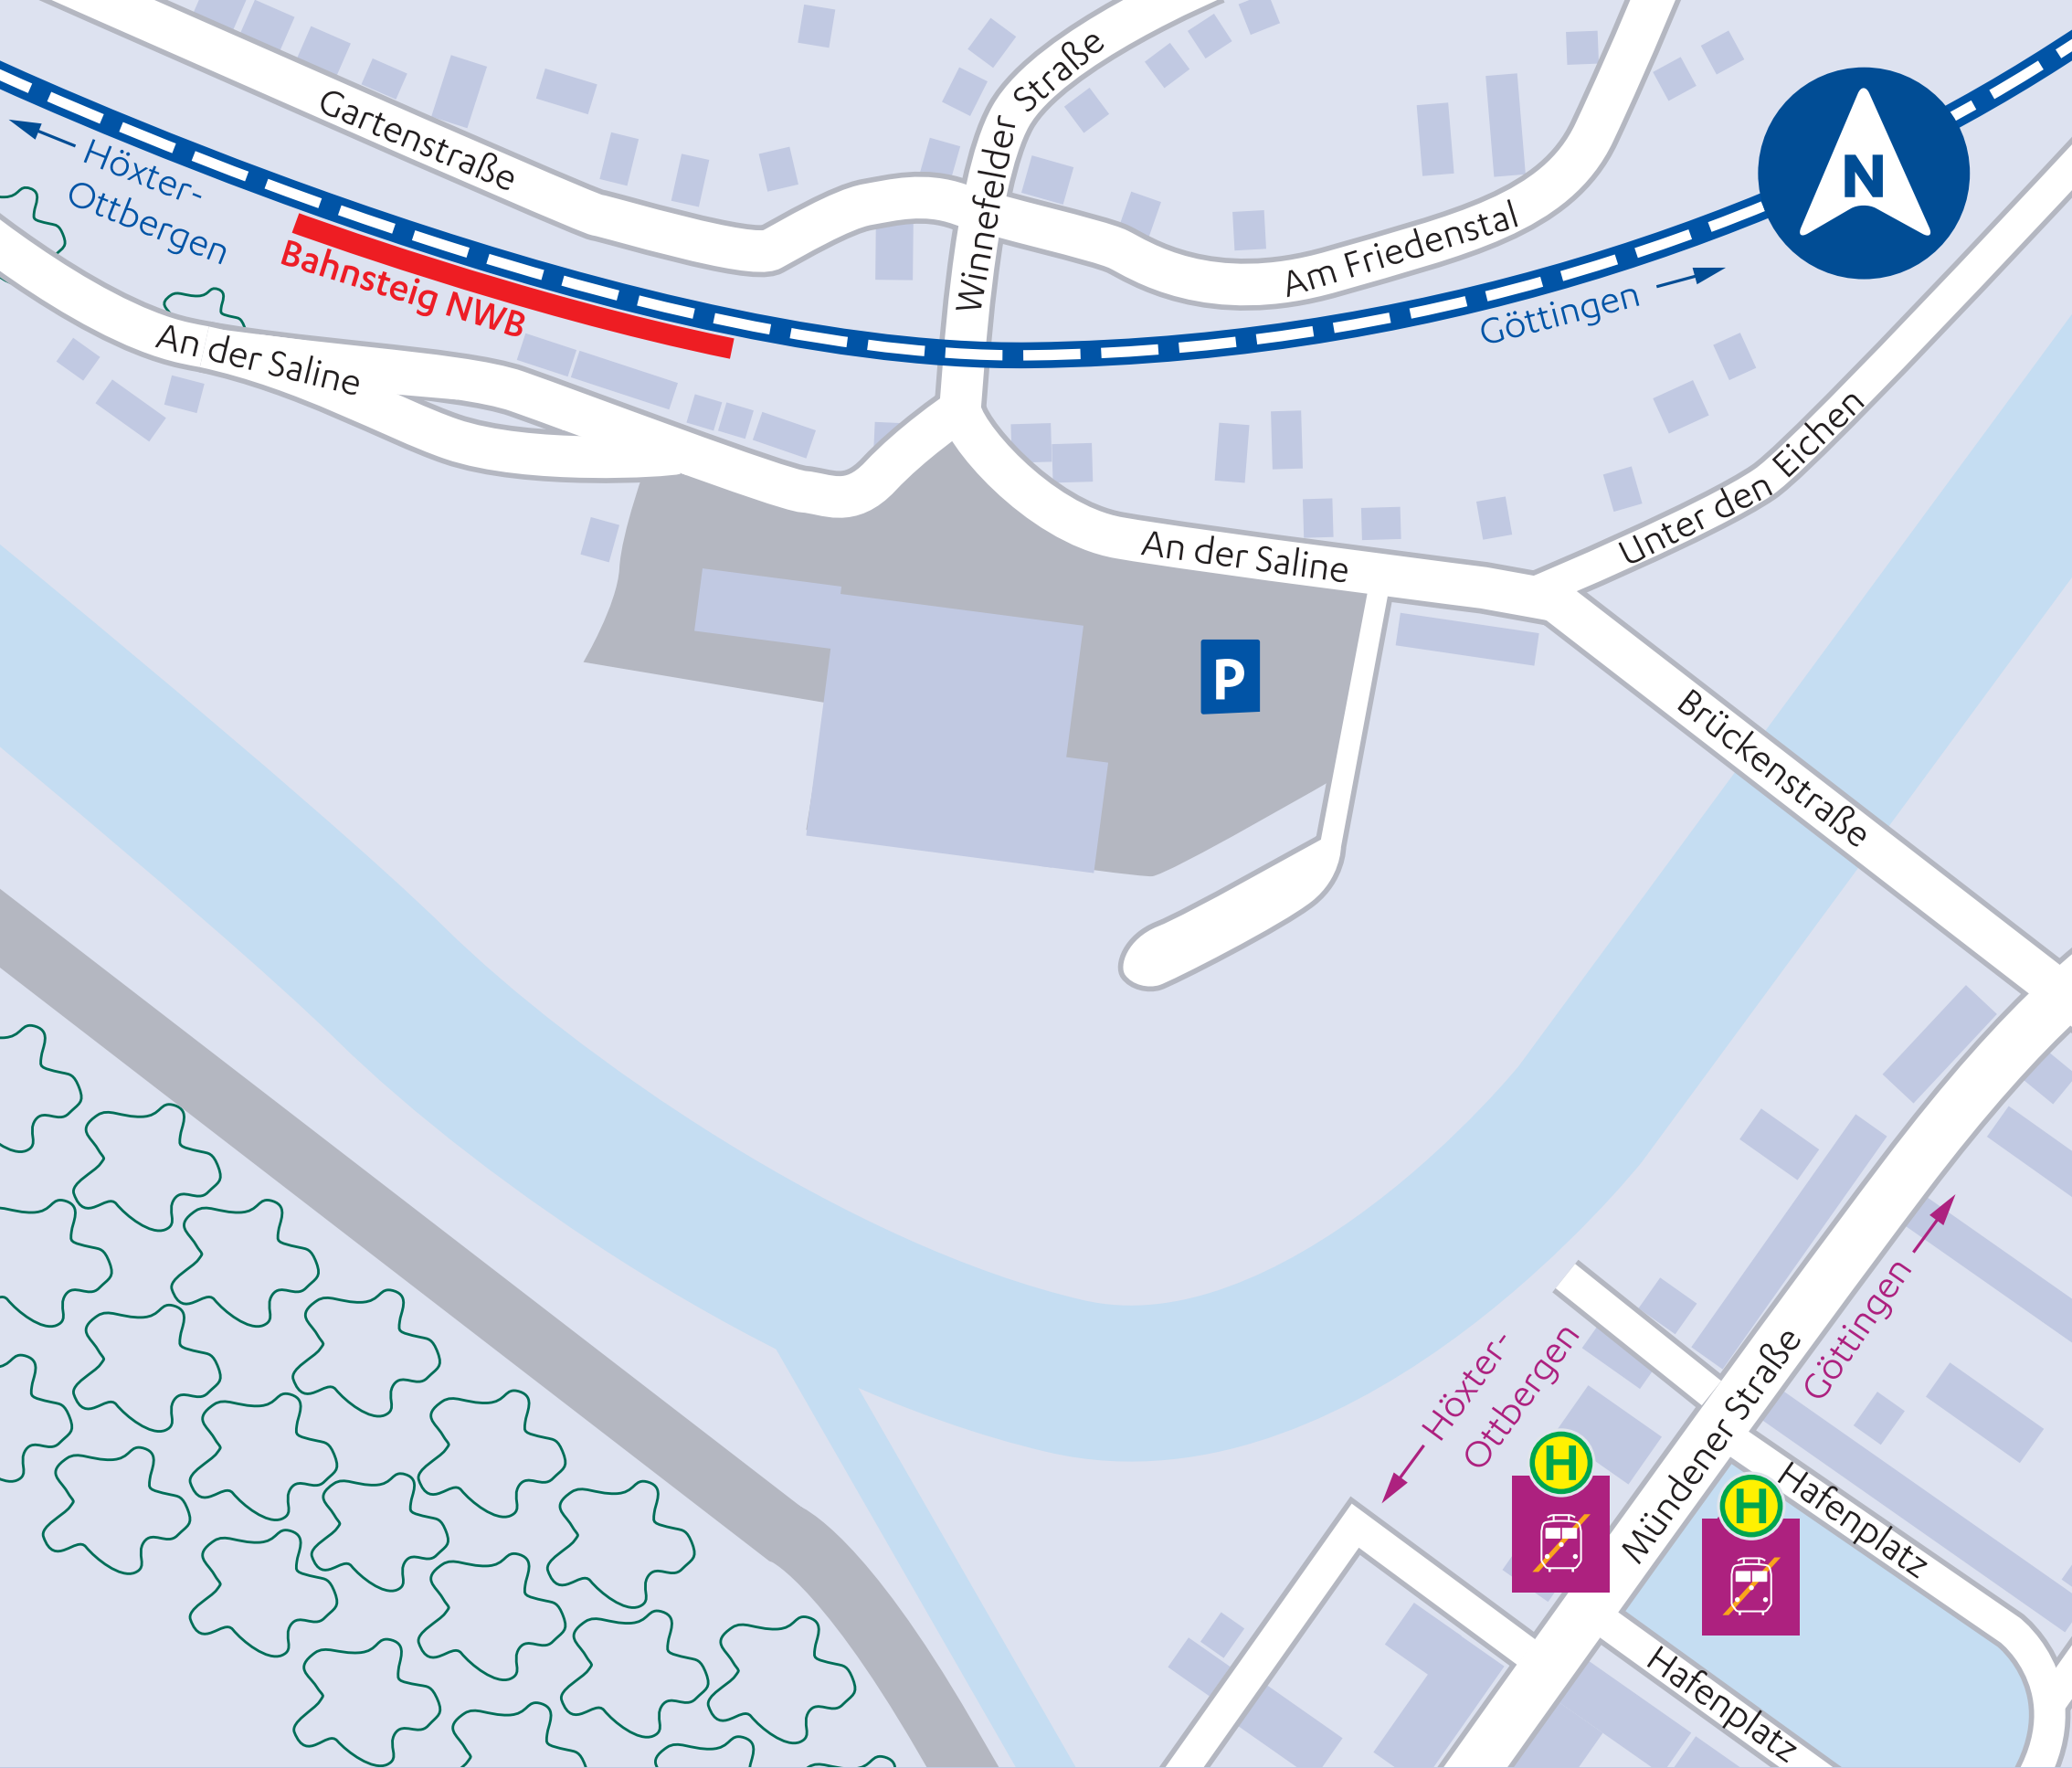 Gartenstraße
Winnefelder Straße
N
Höxter-
Ottbergen
Bahnsteig NWB
Am Friedenstal
Göttingen
An der Saline
Unter den Eichen
An der Saline
P
Brückenstraße
Göttingen
Höxter-
Ottbergen
Mündener Straße
H
H
Hafenplatz
Hafenplatz